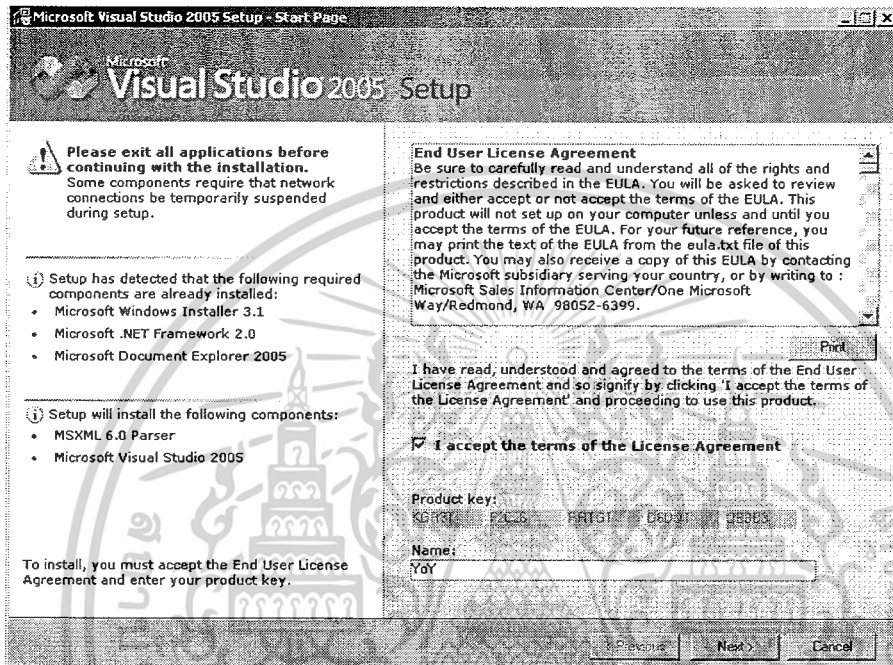 Microsoft Visual Studio 2005 Setup - Start Page
Microsoft
Visual Studio 2005 Setup
Please exit all applications before
continuing with the installation.
Some components require that network
connections be temporarily suspended
during setup.
Setup has detected that the following required
components are already installed:
• Microsoft Windows Installer 3.1
• Microsoft .NET Framework 2.0
• Microsoft Document Explorer 2005
Setup will install the following components:
• MSXML 6.0 Parser
• Microsoft Visual Studio 2005
To install, you must accept the End User License
Agreement and enter your product key.
End User License Agreement
Be sure to carefully read and understand all of the rights and
restrictions described in the EULA. You will be asked to review
and either accept or not accept the terms of the EULA. This
product will not set up on your computer unless and until you
accept the terms of the EULA. For your future reference, you
may print the text of the EULA from the eula.txt file of this
product. You may also receive a copy of this EULA by contacting
the Microsoft subsidiary serving your country, or by writing to :
Microsoft Sales Information Center/One Microsoft
Way/Redmond, WA 98052-6399.
Print
I have read, understood and agreed to the terms of the End User
License Agreement and so signify by clicking 'I accept the terms of
the License Agreement' and proceeding to use this product.
I accept the terms of the License Agreement
Product key:
Name:
YoY
< Previous
Next >
Cancel